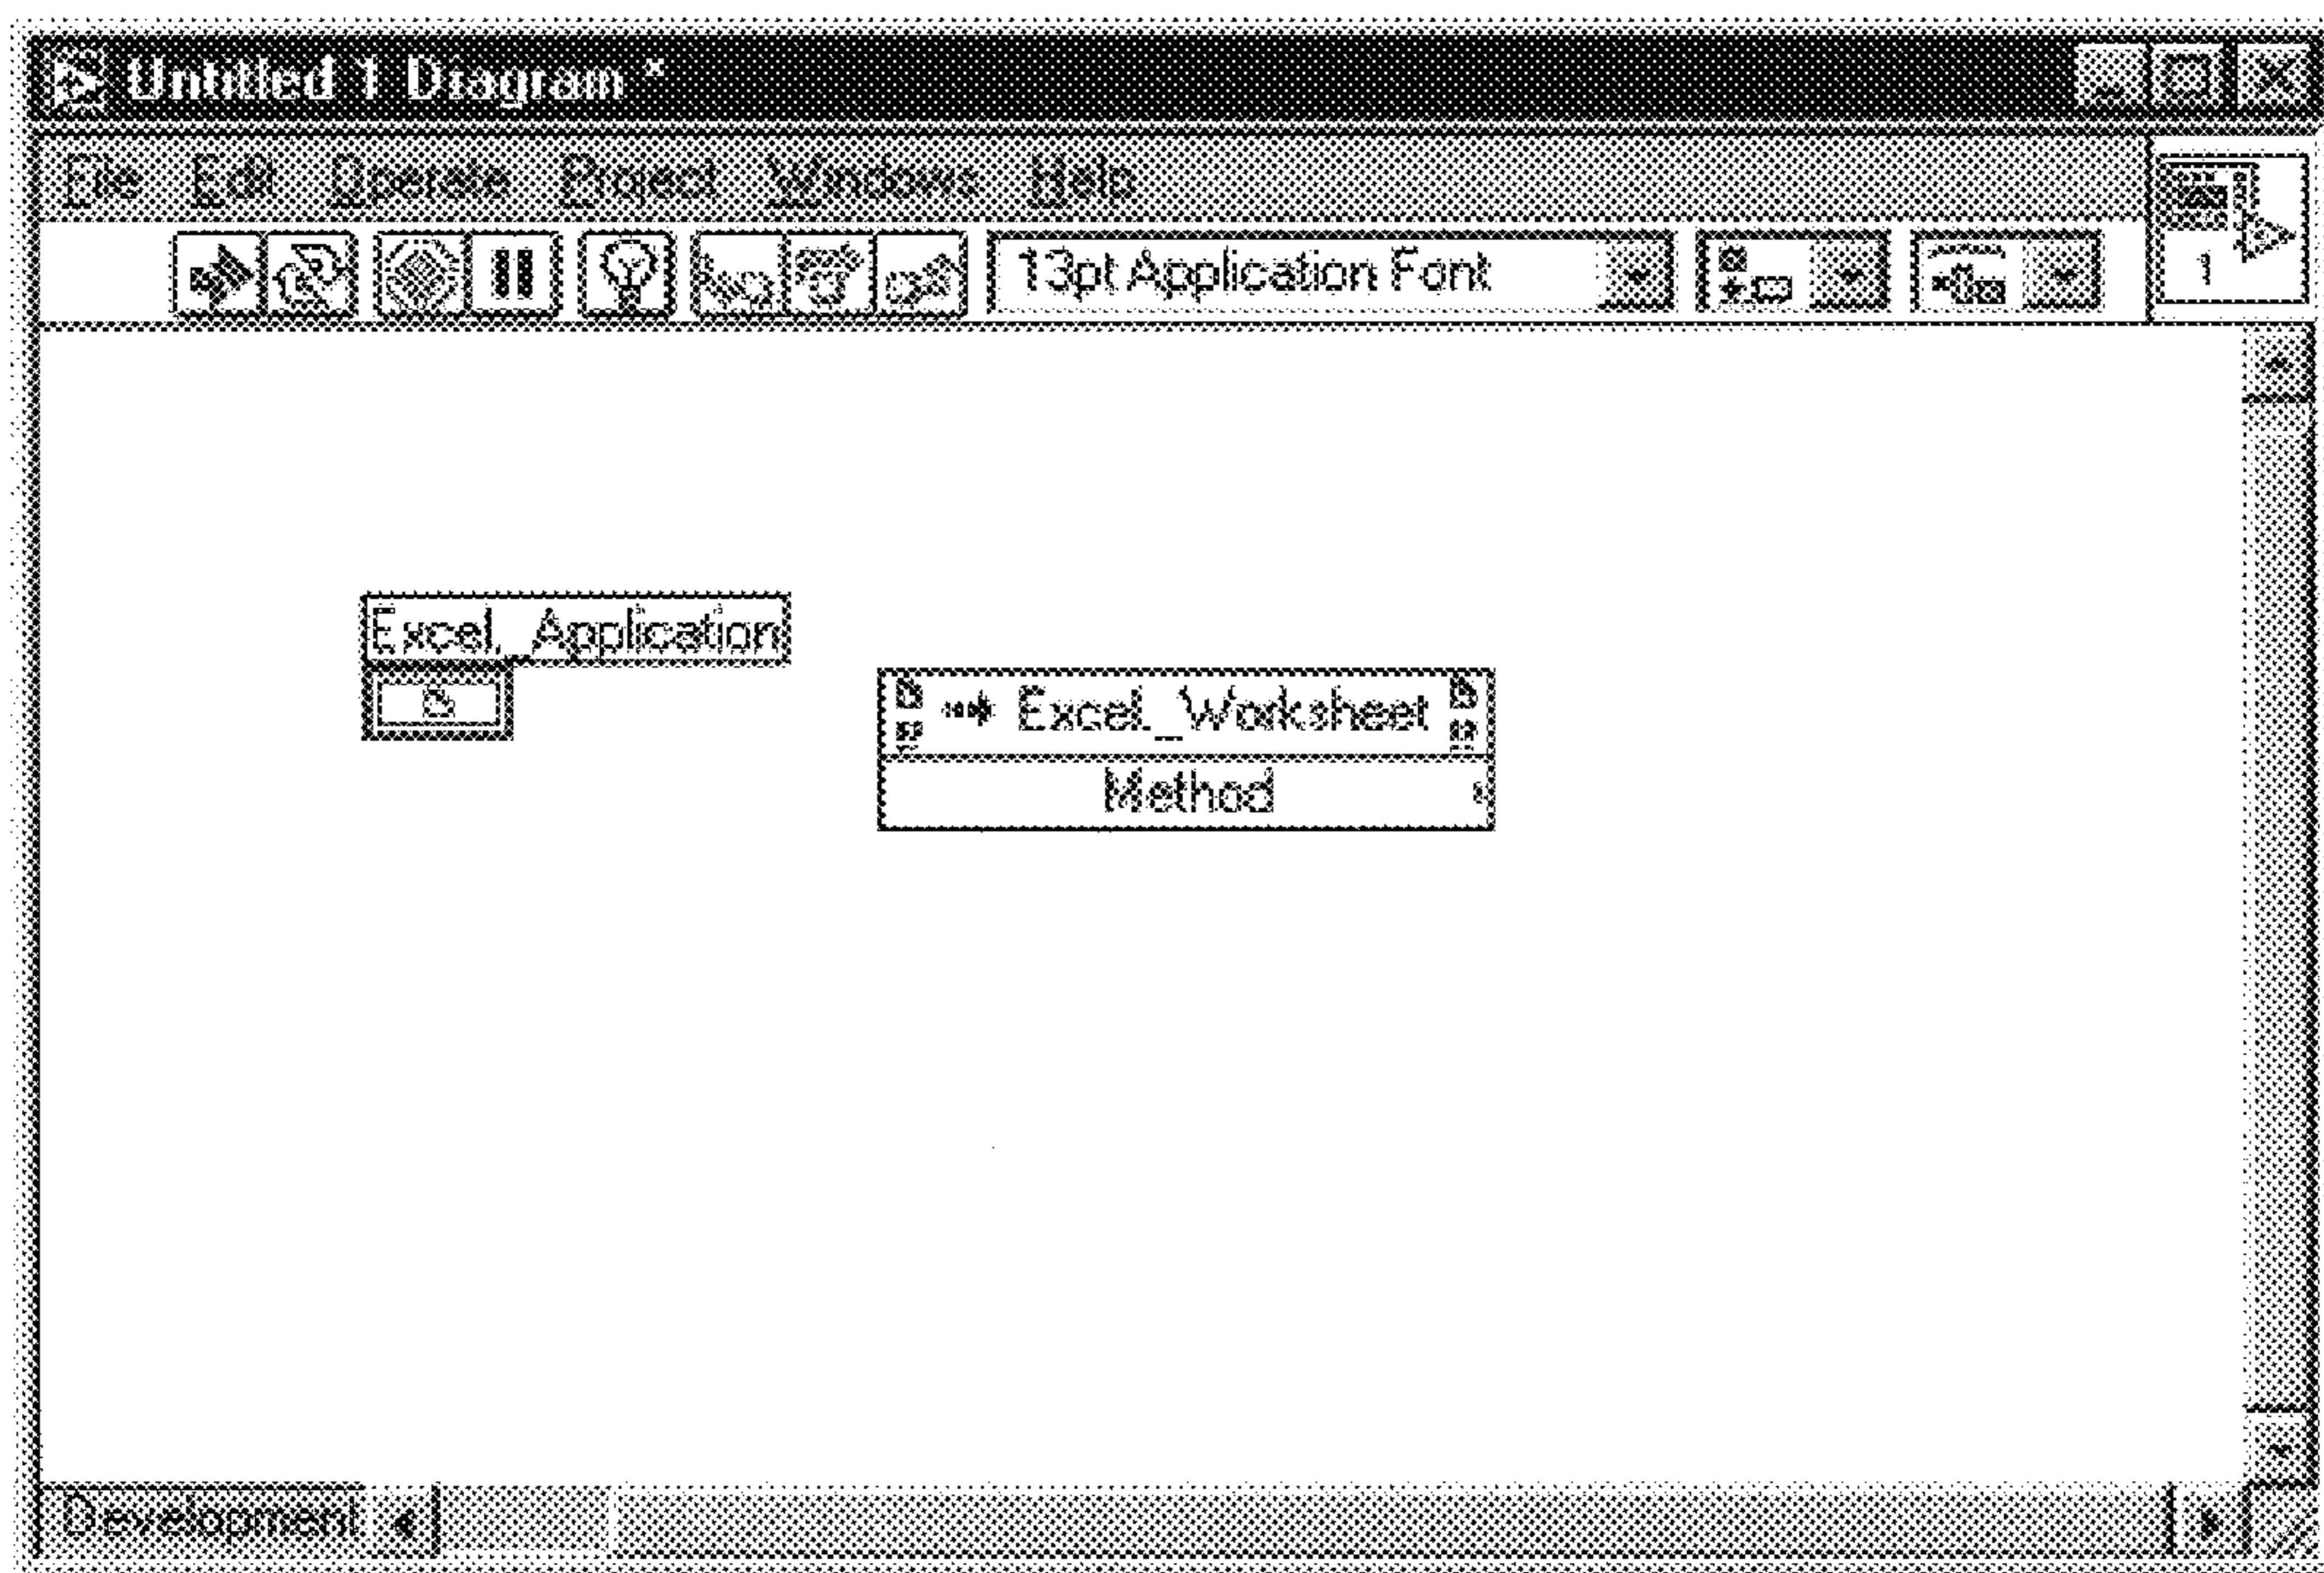 Untitled 1 Diagram *
File Edit Operate Project Windows Help
13pt Application Font
1
Excel._Application
Excel._Worksheet
Method
Development